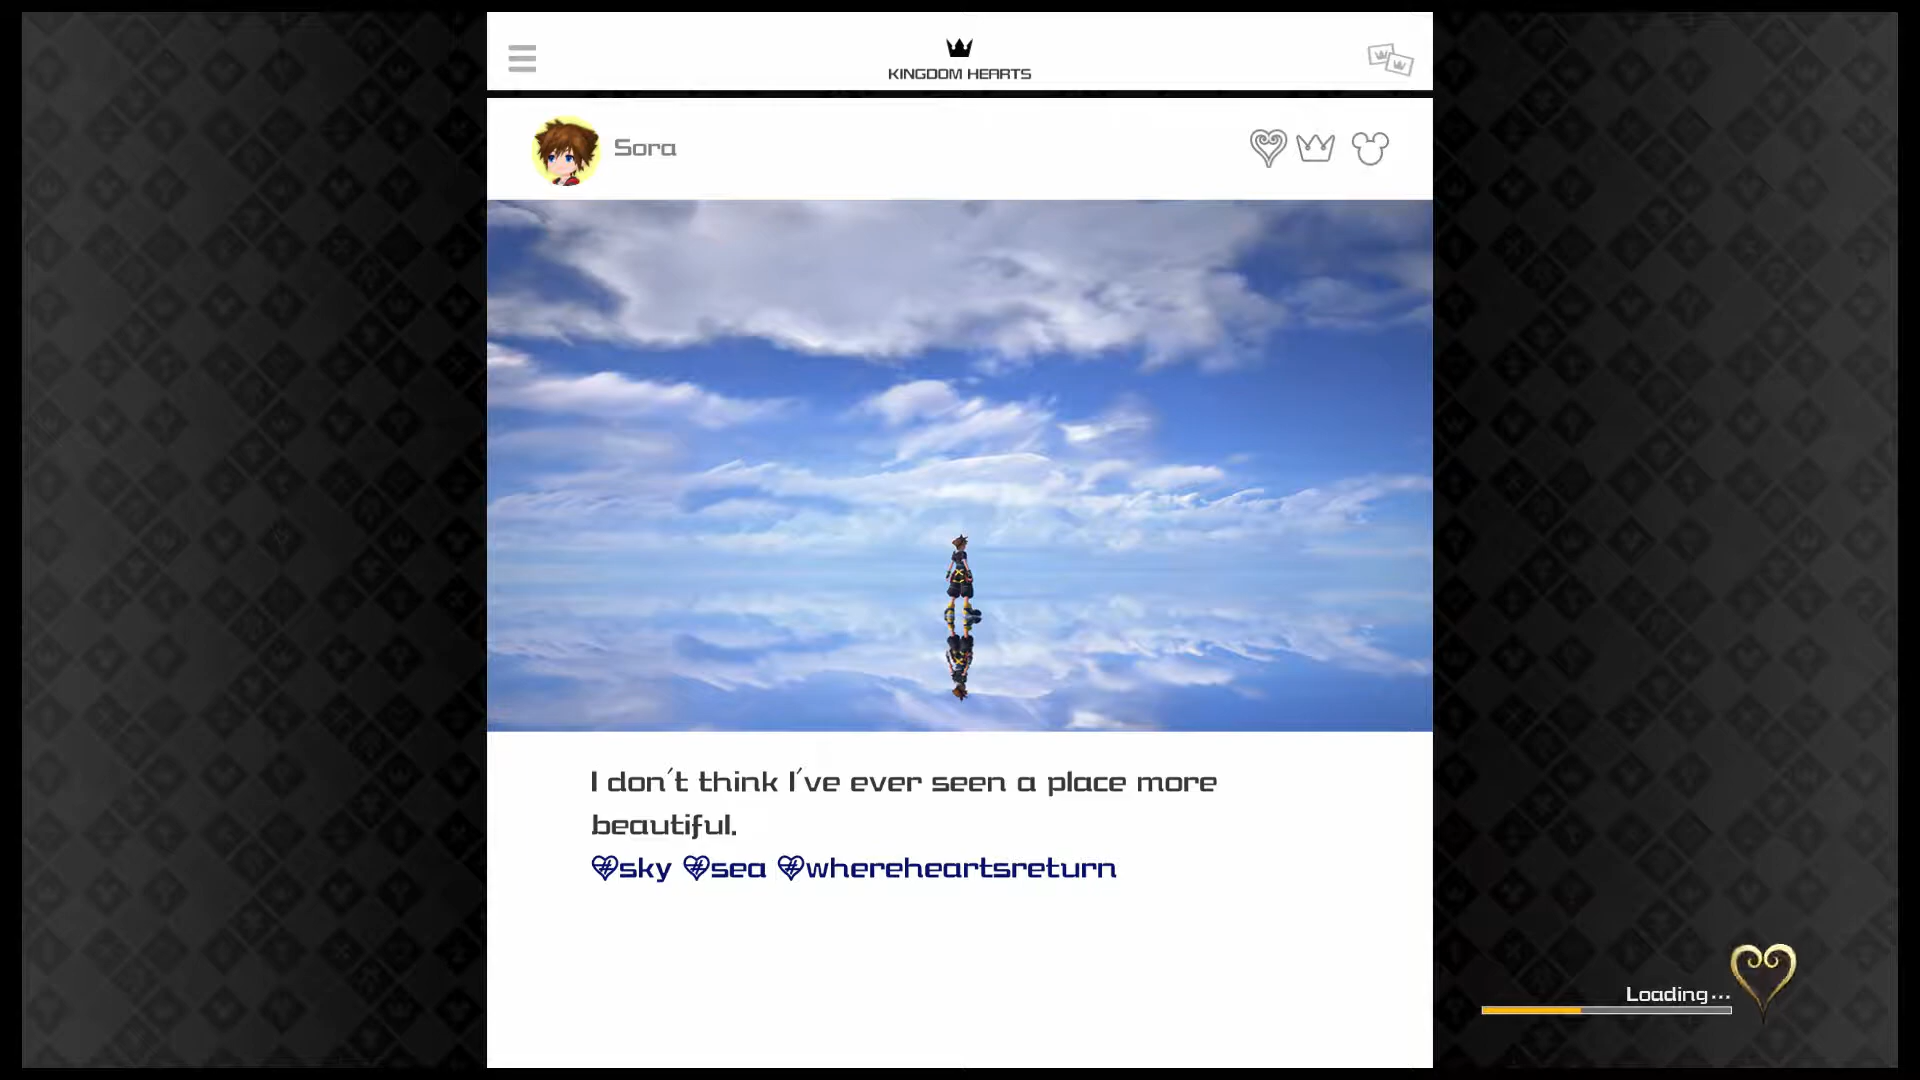 KINGDOM HEARTS
Sora
I don't think I've ever seen a place more
beautiful.
#sky #sea #whereheartsreturn
Loading...